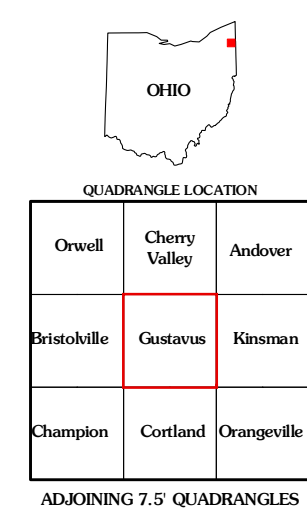 OHIO
QUADRANGLE LOCATION
Orwell
Cherry
Valley
Andover
Bristolville
Gustavus
Kinsman
Champion
Cortland
Orangeville
ADJOINING 7.5' QUADRANGLES